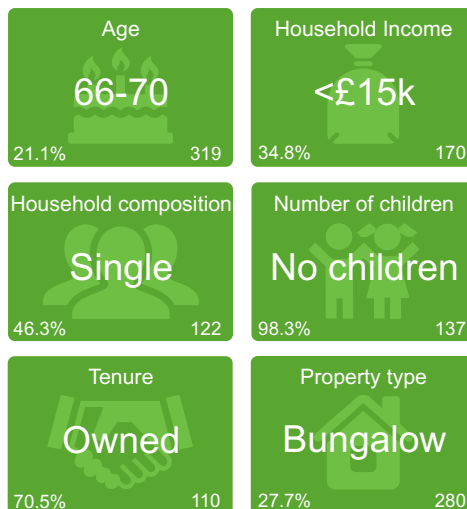 Age
66-70
21.1% 319
Household Income
<£15k
34.8% 170
Household composition
Single
46.3% 122
Number of children
No children
98.3% 137
Tenure
Owned
70.5% 110
Property type
Bungalow
27.7% 280